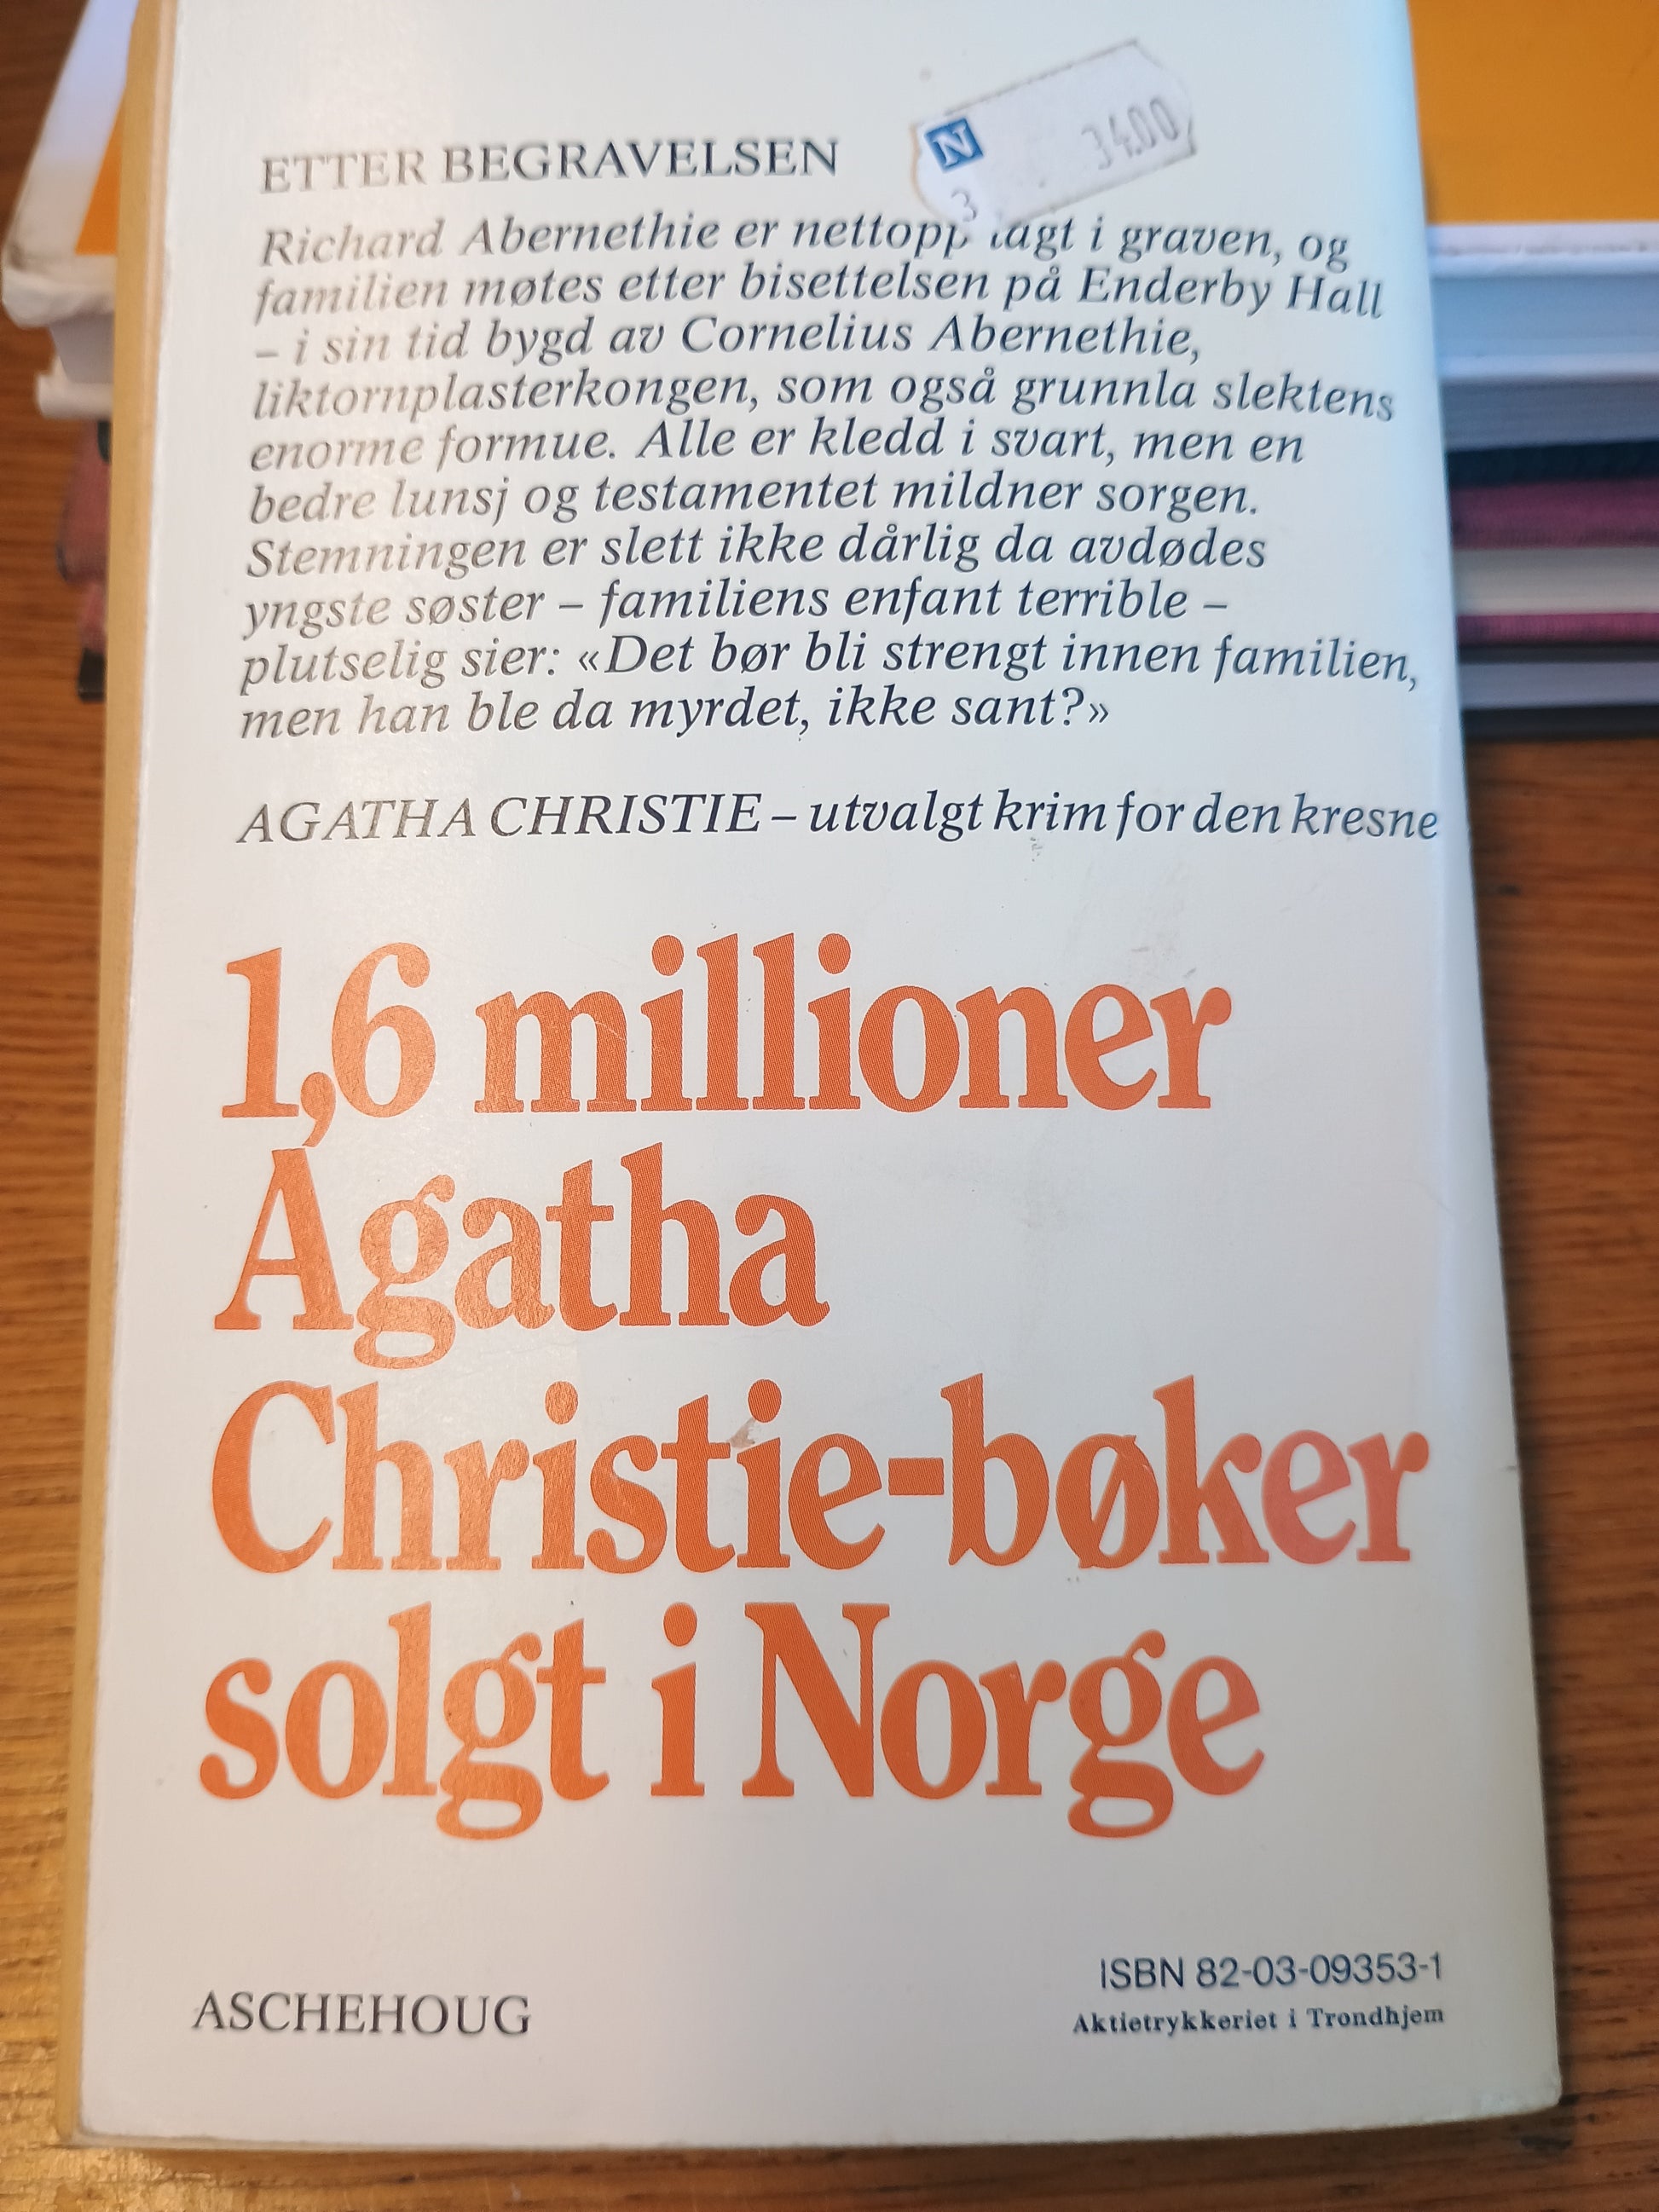 N 34.00
3
ETTER BEGRAVELSEN
Richard Abernethie er nettopp lagt i graven, og
familien møtes etter bisettelsen på Enderby Hall
– i sin tid bygd av Cornelius Abernethie,
liktornplasterkongen, som også grunnla slektens
enorme formue. Alle er kledd i svart, men en
bedre lunsj og testamentet mildner sorgen.
Stemningen er slett ikke dårlig da avdødes
yngste søster – familiens enfant terrible –
plutselig sier: «Det bør bli strengt innen familien,
men han ble da myrdet, ikke sant?»
AGATHA CHRISTIE – utvalgt krim for den kresne
1,6 millioner
Agatha
Christie-bøker
solgt i Norge
ASCHEHOUG
ISBN 82-03-09353-1
Aktietrykkeriet i Trondhjem